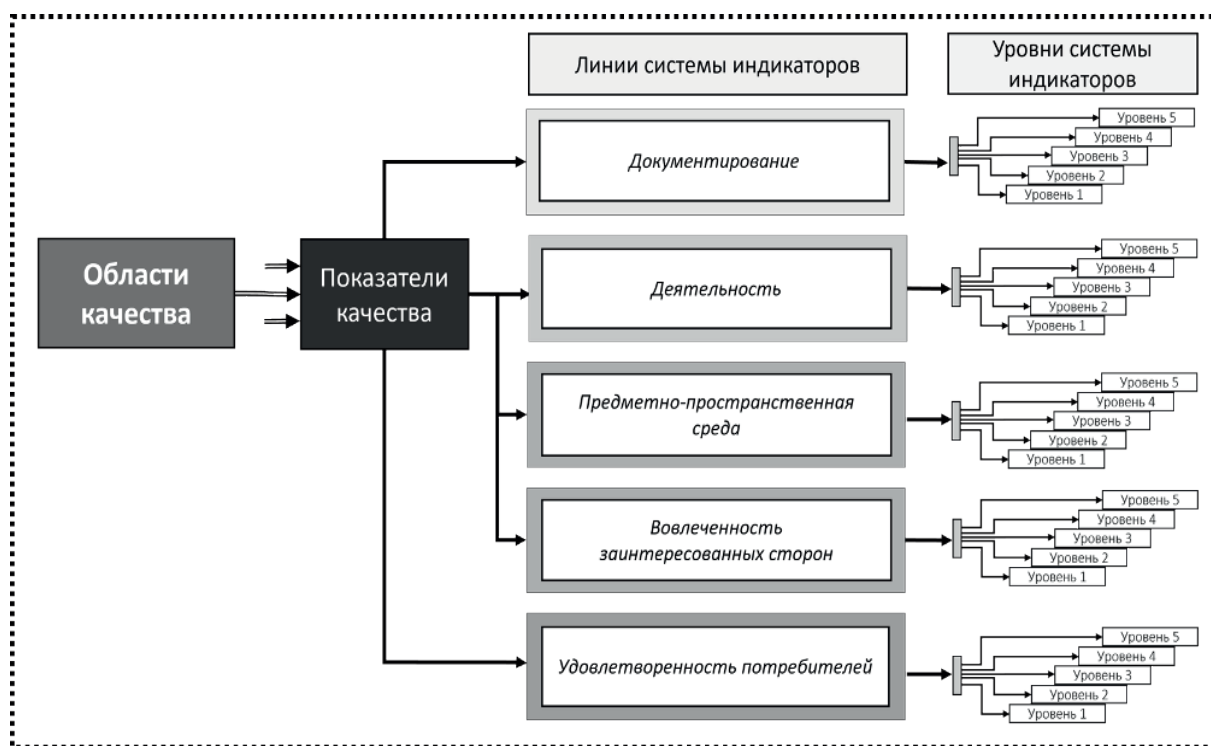 Линии системы индикаторов
Уровни системы
индикаторов
Области
качества
Показатели
качества
Документирование
Уровень 5
Уровень 4
Уровень 3
Уровень 2
Уровень 1
Деятельность
Уровень 5
Уровень 4
Уровень 3
Уровень 2
Уровень 1
Предметно-пространственная
среда
Уровень 5
Уровень 4
Уровень 3
Уровень 2
Уровень 1
Вовлеченность
заинтересованных сторон
Уровень 5
Уровень 4
Уровень 3
Уровень 2
Уровень 1
Удовлетворенность потребителей
Уровень 5
Уровень 4
Уровень 3
Уровень 2
Уровень 1